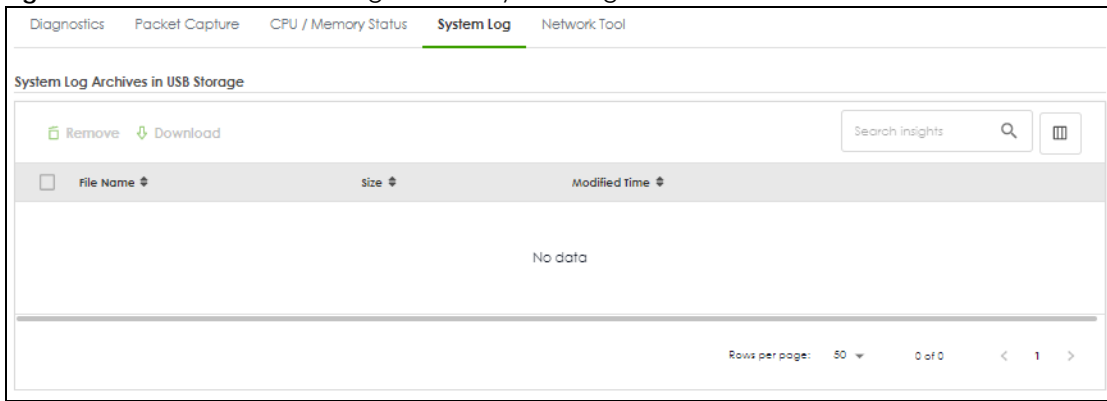 Diagnostics Packet Capture CPU / Memory Status System Log Network Tool
System Log Archives in USB Storage
Remove Download Search insights
File Name Size Modified Time
No data
Rows per page: 50 0 of 0 < 1 >